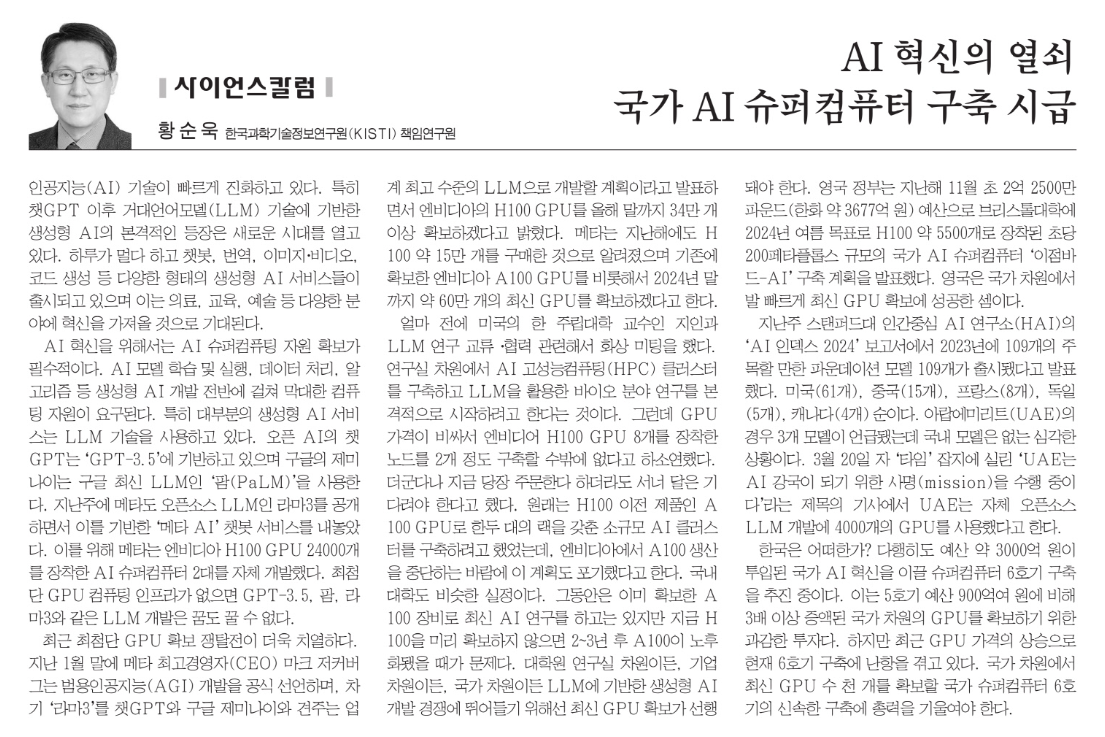 AI 혁신의 열쇠
국가 AI 슈퍼컴퓨터 구축 시급
사이언스칼럼
황순욱 한국과학기술정보연구원(KISTI) 책임연구원
인공지능(AI) 기술이 빠르게 진화하고 있다. 특히
챗GPT 이후 거대언어모델(LLM) 기술에 기반한
생성형 AI의 본격적인 등장은 새로운 시대를 열고
있다. 하루가 멀다 하고 챗봇, 번역, 이미지·비디오,
코드 생성 등 다양한 형태의 생성형 AI 서비스들이
출시되고 있으며 이는 의료, 교육, 예술 등 다양한 분
야에 혁신을 가져올 것으로 기대된다.
AI 혁신을 위해서는 AI 슈퍼컴퓨팅 자원 확보가
필수적이다. AI 모델 학습 및 실행, 데이터 처리, 알
고리즘 등 생성형 AI 개발 전반에 걸쳐 막대한 컴퓨
팅 자원이 요구된다. 특히 대부분의 생성형 AI 서비
스는 LLM 기술을 사용하고 있다. 오픈 AI의 챗
GPT는 ‘GPT-3.5’에 기반하고 있으며 구글의 제미
나이는 구글 최신 LLM인 ‘팜(PaLM)’을 사용한
다. 지난주에 메타도 오픈소스 LLM인 라마3를 공개
하면서 이를 기반한 ‘메타 AI’ 챗봇 서비스를 내놓았
다. 이를 위해 메타는 엔비디아 H100 GPU 24000개
를 장착한 AI 슈퍼컴퓨터 2대를 자체 개발했다. 최첨
단 GPU 컴퓨팅 인프라가 없으면 GPT-3.5, 팜, 라
마3와 같은 LLM 개발은 꿈도 꿀 수 없다.
최근 최첨단 GPU 확보 쟁탈전이 더욱 치열하다.
지난 1월 말에 메타 최고경영자(CEO) 마크 저커버
그는 범용인공지능(AGI) 개발을 공식 선언하며, 차
기 ‘라마3’를 챗GPT와 구글 제미나이와 견주는 업
계 최고 수준의 LLM으로 개발할 계획이라고 발표하
면서 엔비디아의 H100 GPU를 올해 말까지 34만 개
이상 확보하겠다고 밝혔다. 메타는 지난해에도 H
100 약 15만 개를 구매한 것으로 알려졌으며 기존에
확보한 엔비디아 A100 GPU를 비롯해서 2024년 말
까지 약 60만 개의 최신 GPU를 확보하겠다고 한다.
얼마 전에 미국의 한 주립대학 교수인 지인과
LLM 연구 교류·협력 관련해서 화상 미팅을 했다.
연구실 차원에서 AI 고성능컴퓨팅(HPC) 클러스터
를 구축하고 LLM을 활용한 바이오 분야 연구를 본
격적으로 시작하려고 한다는 것이다. 그런데 GPU
가격이 비싸서 엔비디어 H100 GPU 8개를 장착한
노드를 2개 정도 구축할 수밖에 없다고 하소연했다.
더군다나 지금 당장 주문한다 하더라도 서너 달은 기
다려야 한다고 했다. 원래는 H100 이전 제품인 A
100 GPU로 한두 대의 랙을 갖춘 소규모 AI 클러스
터를 구축하려고 했었는데, 엔비디아에서 A100 생산
을 중단하는 바람에 이 계획도 포기했다고 한다. 국내
대학도 비슷한 실정이다. 그동안은 이미 확보한 A
100 장비로 최신 AI 연구를 하고는 있지만 지금 H
100을 미리 확보하지 않으면 2~3년 후 A100이 노후
화됐을 때가 문제다. 대학원 연구실 차원이든, 기업
차원이든, 국가 차원이든 LLM에 기반한 생성형 AI
개발 경쟁에 뛰어들기 위해선 최신 GPU 확보가 선행
돼야 한다. 영국 정부는 지난해 11월 초 2억 2500만
파운드(한화 약 3677억 원) 예산으로 브리스톨대학에
2024년 여름 목표로 H100 약 5500개로 장착된 초당
200페타플롭스 규모의 국가 AI 슈퍼컴퓨터 ‘이점바
드-AI’ 구축 계획을 발표했다. 영국은 국가 차원에서
발 빠르게 최신 GPU 확보에 성공한 셈이다.
지난주 스탠퍼드대 인간중심 AI 연구소(HAI)의
‘AI 인덱스 2024’ 보고서에서 2023년에 109개의 주
목할 만한 파운데이션 모델 109개가 출시됐다고 발표
했다. 미국(61개), 중국(15개), 프랑스(8개), 독일
(5개), 캐나다(4개) 순이다. 아랍에미리트(UAE)의
경우 3개 모델이 언급됐는데 국내 모델은 없는 심각한
상황이다. 3월 20일 자 ‘타임’ 잡지에 실린 ‘UAE는
AI 강국이 되기 위한 사명(mission)을 수행 중이
다’라는 제목의 기사에서 UAE는 자체 오픈소스
LLM 개발에 4000개의 GPU를 사용했다고 한다.
한국은 어떠한가? 다행히도 예산 약 3000억 원이
투입된 국가 AI 혁신을 이끌 슈퍼컴퓨터 6호기 구축
을 추진 중이다. 이는 5호기 예산 900억여 원에 비해
3배 이상 증액된 국가 차원의 GPU를 확보하기 위한
과감한 투자다. 하지만 최근 GPU 가격의 상승으로
현재 6호기 구축에 난항을 겪고 있다. 국가 차원에서
최신 GPU 수 천 개를 확보할 국가 슈퍼컴퓨터 6호
기의 신속한 구축에 총력을 기울여야 한다.